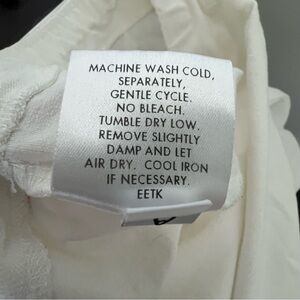 MACHINE WASH COLD,
SEPARATELY,
GENTLE CYCLE.
NO BLEACH.
TUMBLE DRY LOW.
REMOVE SLIGHTLY
DAMP AND LET
AIR DRY. COOL IRON
IF NECESSARY.
EETK